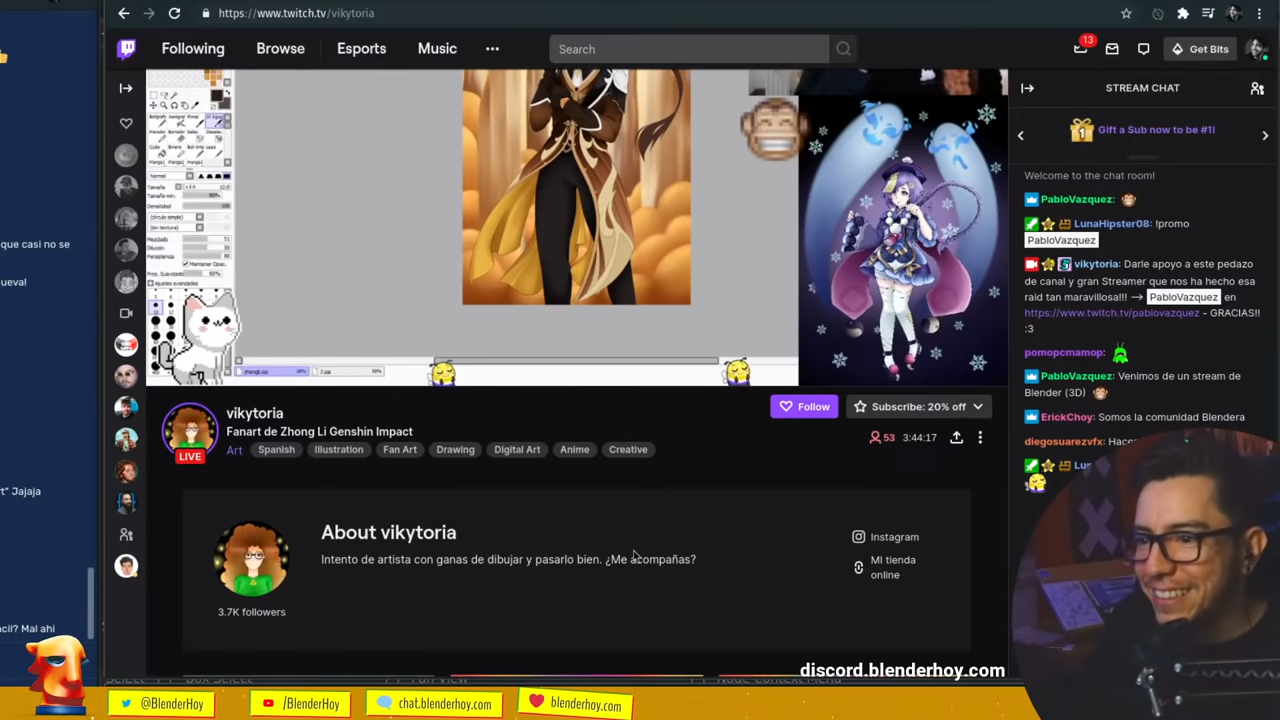 https://www.twitch.tv/vikytoria
Following
Browse
Esports
Music
Search
13
Get Bits
STREAM CHAT
1
Gift a Sub now to be #1!
Welcome to the chat room!
PabloVazquez:
LunaHipster08: !promo
PabloVazquez
vikytoria: Darle apoyo a este pedazo
de canal y gran Streamer que nos ha hecho esa
raid tan maravillosa!!! → PabloVazquez en
https://www.twitch.tv/pablovazquez - GRACIAS!!
:3
pomopcmamop:
PabloVazquez: Venimos de un stream de
Blender (3D)
ErickChoy: Somos la comunidad Blendera
diegosuarezvfx:
que casi no se
Normal
Mantener Opac.
vikytoria
Fanart de Zhong Li Genshin Impact
Art
Spanish
Illustration
Fan Art
Drawing
Digital Art
Anime
Creative
LIVE
Follow
Subscribe: 20% off
53
3:44:17
About vikytoria
Intento de artista con ganas de dibujar y pasarlo bien. ¿Me acompañas?
3.7K followers
Instagram
Mi tienda
online
t" Jajaja
cil? Mal ahi
discord.blenderhoy.com
@BlenderHoy
/BlenderHoy
chat.blenderhoy.com
blenderhoy.com